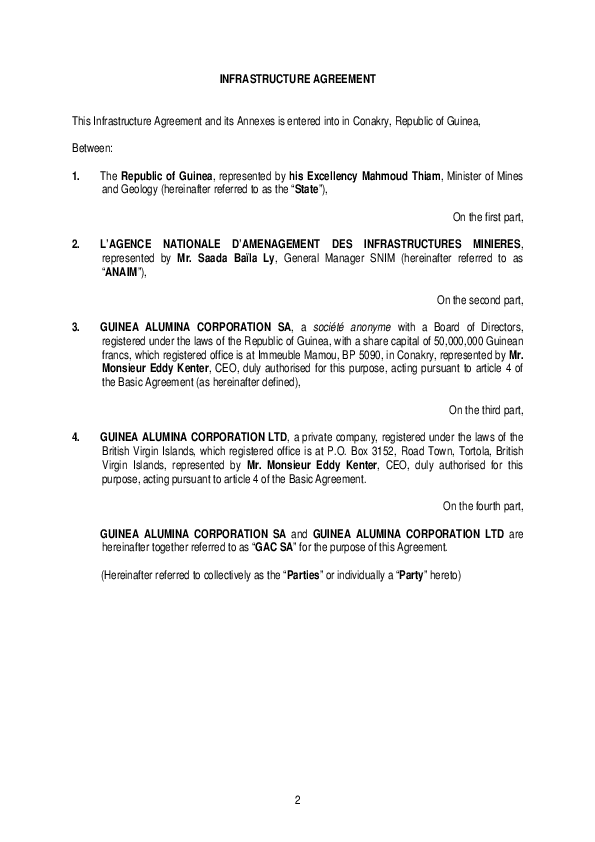 INFRASTRUCTURE AGREEMENT
This Infrastructure Agreement and its Annexes is entered into in Conakry, Republic of Guinea,
Between:
1. The Republic of Guinea, represented by his Excellency Mahmoud Thiam, Minister of Mines
and Geology (hereinafter referred to as the “State”),
On the first part,
2. L’AGENCE NATIONALE D’AMENAGEMENT DES INFRASTRUCTURES MINIERES,
represented by Mr. Saada Baïla Ly, General Manager SNIM (hereinafter referred to as
“ANAIM”),
On the second part,
3. GUINEA ALUMINA CORPORATION SA, a société anonyme with a Board of Directors,
registered under the laws of the Republic of Guinea, with a share capital of 50,000,000 Guinean
francs, which registered office is at Immeuble Mamou, BP 5090, in Conakry, represented by Mr.
Monsieur Eddy Kenter, CEO, duly authorised for this purpose, acting pursuant to article 4 of
the Basic Agreement (as hereinafter defined),
On the third part,
4. GUINEA ALUMINA CORPORATION LTD, a private company, registered under the laws of the
British Virgin Islands, which registered office is at P.O. Box 3152, Road Town, Tortola, British
Virgin Islands, represented by Mr. Monsieur Eddy Kenter, CEO, duly authorised for this
purpose, acting pursuant to article 4 of the Basic Agreement.
On the fourth part,
GUINEA ALUMINA CORPORATION SA and GUINEA ALUMINA CORPORATION LTD are
hereinafter together referred to as “GAC SA” for the purpose of this Agreement.
(Hereinafter referred to collectively as the “Parties” or individually a “Party” hereto)
2